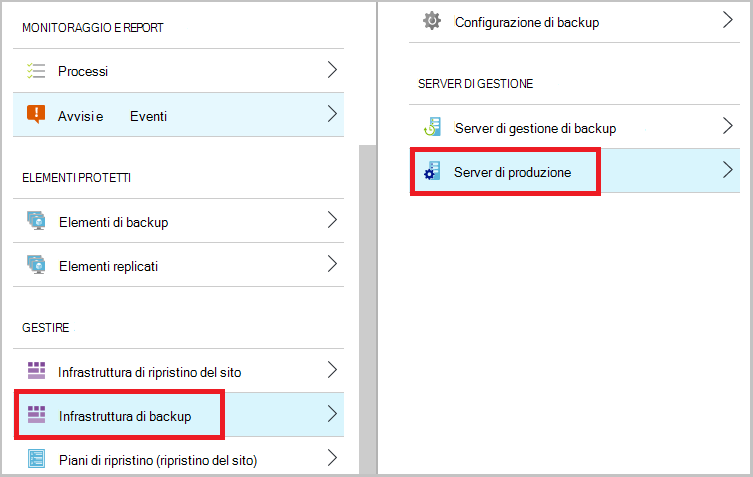 MONITORAGGIO E REPORT
Processi
Avvisi e Eventi
ELEMENTI PROTETTI
Elementi di backup
Elementi replicati
GESTIRE
Infrastruttura di ripristino del sito
Infrastruttura di backup
Piani di ripristino (ripristino del sito)
Configurazione di backup
SERVER DI GESTIONE
Server di gestione di backup
Server di produzione